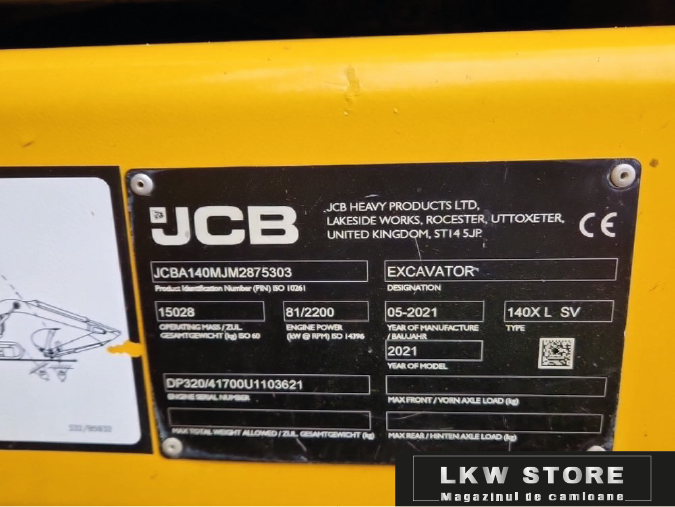 JCB
JCB HEAVY PRODUCTS LTD,
LAKESIDE WORKS, ROCESTER, UTTOXETER,
UNITED KINGDOM, ST14 5JP
CE
JCBA140MJM2875303
Product Identification Number (PIN) ISO 10261
EXCAVATOR
DESIGNATION
15028
OPERATING MASS / ZUL.
GESAMTGEWICHT (kg) ISO 60
81/2200
ENGINE POWER
(kW @ RPM) ISO 14396
05-2021
YEAR OF MANUFACTURE
/ BAUJAHR
140X L SV
TYPE
2021
YEAR OF MODEL
DP320/41700U1103621
ENGINE SERIAL NUMBER
MAX FRONT / VORN AXLE LOAD (kg)
MAX TOTAL WEIGHT ALLOWED / ZUL. GESAMTGEWICHT (kg)
MAX REAR / HINTEN AXLE LOAD (kg)
LKW STORE
Magazinul de camioane